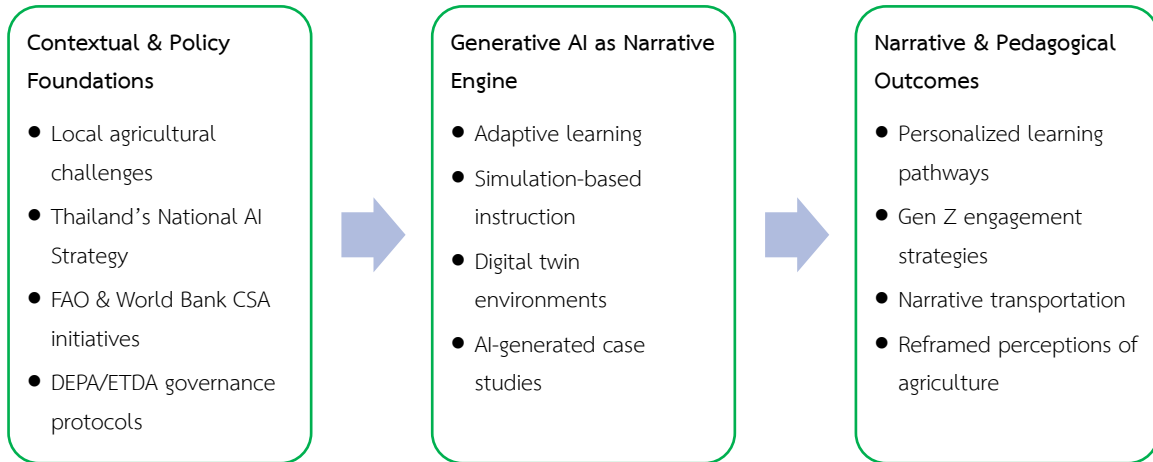 Contextual & Policy
Foundations
● Local agricultural
challenges
● Thailand's National AI
Strategy
● FAO & World Bank CSA
initiatives
● DEPA/ETDA governance
protocols
Generative AI as Narrative
Engine
● Adaptive learning
● Simulation-based
instruction
● Digital twin
environments
● AI-generated case
studies
Narrative & Pedagogical
Outcomes
● Personalized learning
pathways
● Gen Z engagement
strategies
● Narrative transportation
● Reframed perceptions of
agriculture